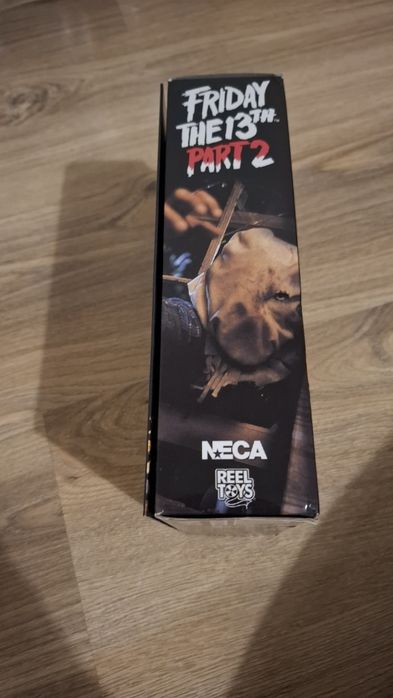 FRIDAY
THE 13TH
PART 2
NECA
REEL
TOYS